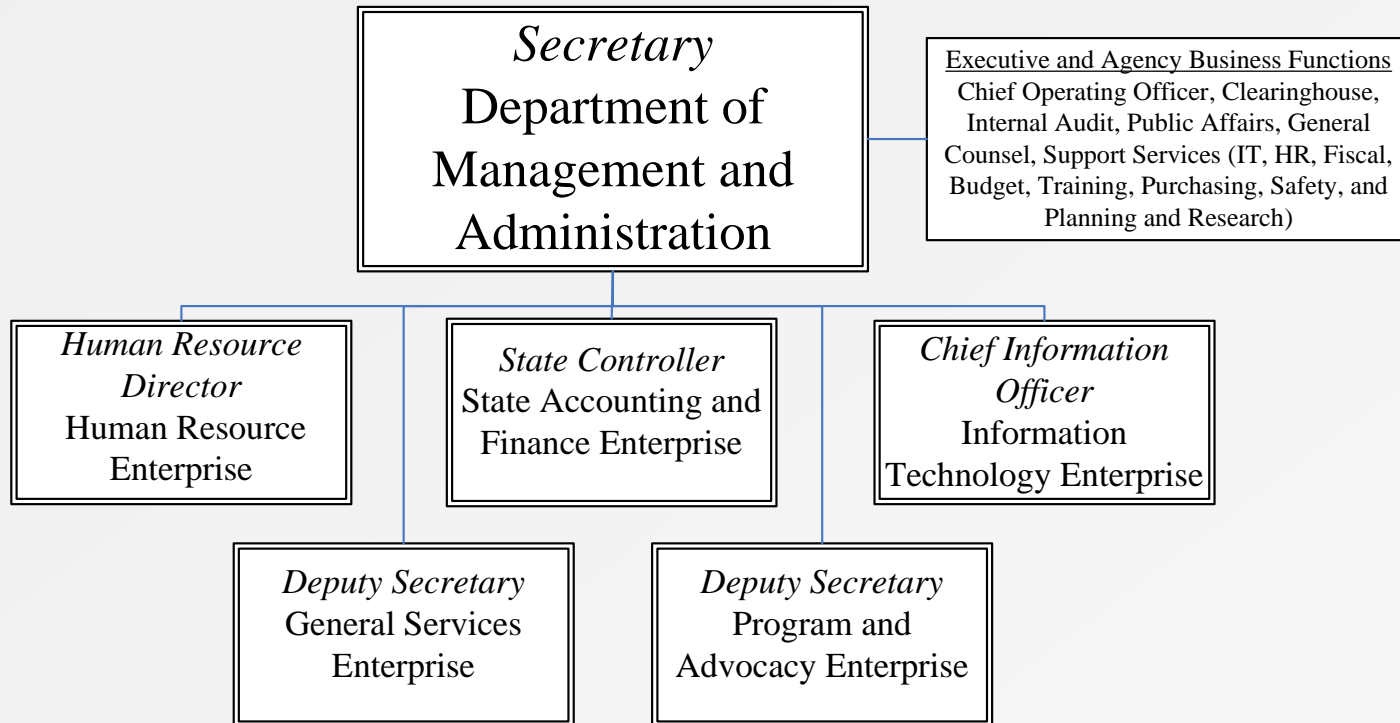 Secretary
Department of
Management and
Administration
Executive and Agency Business Functions
Chief Operating Officer, Clearinghouse,
Internal Audit, Public Affairs, General
Counsel, Support Services (IT, HR, Fiscal,
Budget, Training, Purchasing, Safety, and
Planning and Research)
Human Resource
Director
Human Resource
Enterprise
State Controller
State Accounting and
Finance Enterprise
Chief Information
Officer
Information
Technology Enterprise
Deputy Secretary
General Services
Enterprise
Deputy Secretary
Program and
Advocacy Enterprise